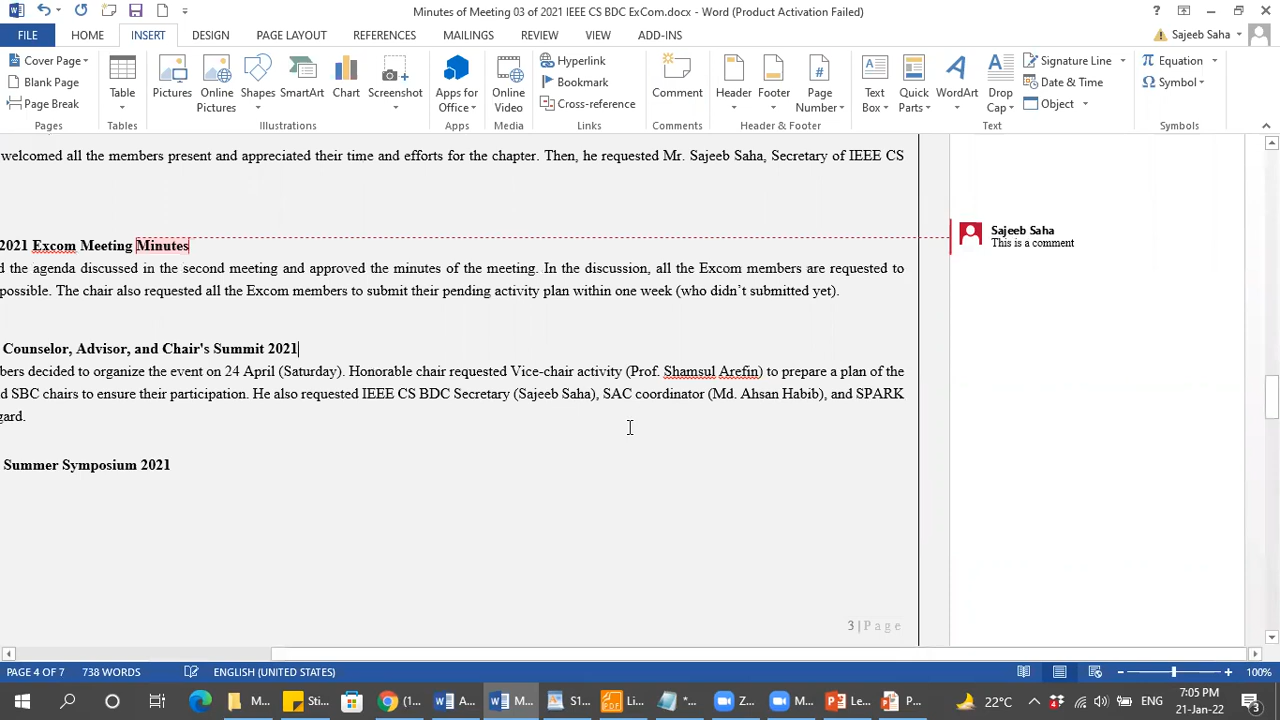 Minutes of Meeting 03 of 2021 IEEE CS BDC ExCom.docx - Word (Product Activation Failed)
FILE HOME INSERT DESIGN PAGE LAYOUT REFERENCES MAILINGS REVIEW VIEW ADD-INS Sajeeb Saha
Cover Page
Blank Page
Page Break
Table
Pictures
Online Pictures
Shapes
SmartArt
Chart
Screenshot
Apps for Office
Online Video
Hyperlink
Bookmark
Cross-reference
Comment
Header
Footer
Page Number
Text Box
Quick Parts
WordArt
Drop Cap
Signature Line
Date & Time
Object
Equation
Symbol
Pages Tables Illustrations Apps Media Links Comments Header & Footer Text Symbols
welcomed all the members present and appreciated their time and efforts for the chapter. Then, he requested Mr. Sajeeb Saha, Secretary of IEEE CS
2021 Excom Meeting Minutes
Sajeeb Saha
This is a comment
d the agenda discussed in the second meeting and approved the minutes of the meeting. In the discussion, all the Excom members are requested to
possible. The chair also requested all the Excom members to submit their pending activity plan within one week (who didn't submitted yet).
Counselor, Advisor, and Chair's Summit 2021
bers decided to organize the event on 24 April (Saturday). Honorable chair requested Vice-chair activity (Prof. Shamsul Arefin) to prepare a plan of the
d SBC chairs to ensure their participation. He also requested IEEE CS BDC Secretary (Sajeeb Saha), SAC coordinator (Md. Ahsan Habib), and SPARK
gard.
Summer Symposium 2021
3 | Page
PAGE 4 OF 7 738 WORDS ENGLISH (UNITED STATES) 100%
M... Sti... (1... A... M... S1... Li... *... Z... M... Le... P... 22°C ENG 7:05 PM
21-Jan-22
3